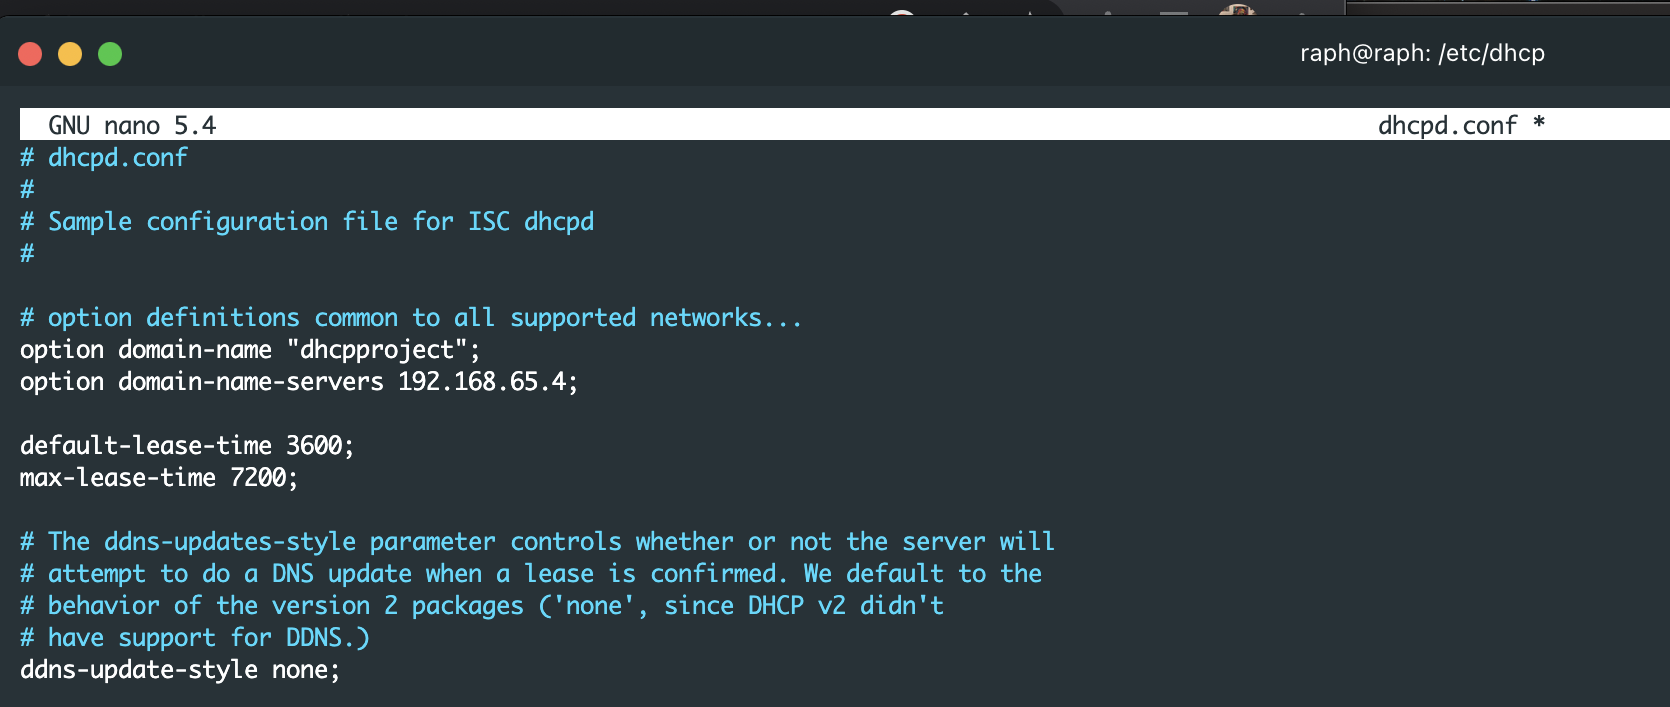 raph@raph: /etc/dhcp
GNU nano 5.4 dhcpd.conf *
# dhcpd.conf
#
# Sample configuration file for ISC dhcpd
#
# option definitions common to all supported networks...
option domain-name "dhcpproject";
option domain-name-servers 192.168.65.4;
default-lease-time 3600;
max-lease-time 7200;
# The ddns-updates-style parameter controls whether or not the server will
# attempt to do a DNS update when a lease is confirmed. We default to the
# behavior of the version 2 packages ('none', since DHCP v2 didn't
# have support for DDNS.)
ddns-update-style none;